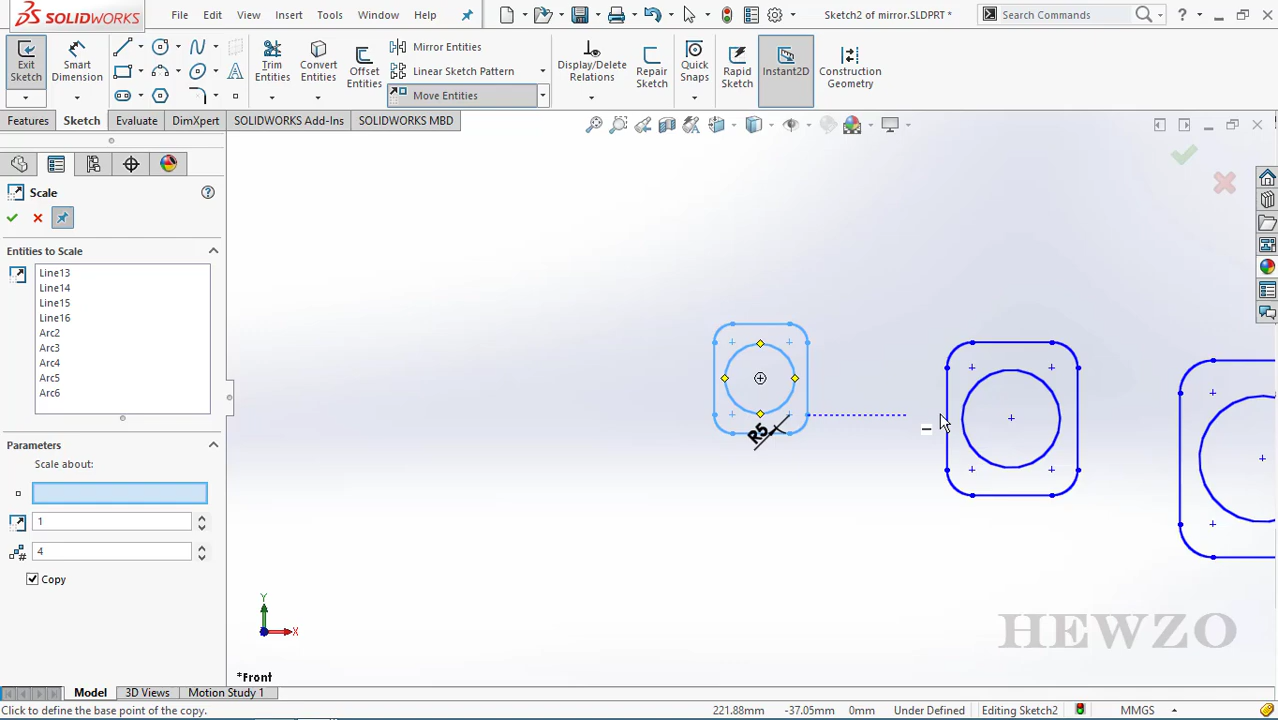 SOLIDWORKS
File
Edit
View
Insert
Tools
Window
Help
Sketch2 of mirror.SLDPRT *
Search Commands
?
Exit
Sketch
Smart
Dimension
Trim
Entities
Convert
Entities
Offset
Entities
Mirror Entities
Linear Sketch Pattern
Move Entities
Display/Delete
Relations
Repair
Sketch
Quick
Snaps
Rapid
Sketch
Instant2D
Construction
Geometry
Features
Sketch
Evaluate
DimXpert
SOLIDWORKS Add-Ins
SOLIDWORKS MBD
Scale
?
Entities to Scale
Line13
Line14
Line15
Line16
Arc2
Arc3
Arc4
Arc5
Arc6
Parameters
Scale about:
1
4
Copy
R5
Y
X
HEWZO
*Front
Model
3D Views
Motion Study 1
Click to define the base point of the copy.
221.88mm
-37.05mm
0mm
Under Defined
Editing Sketch2
MMGS